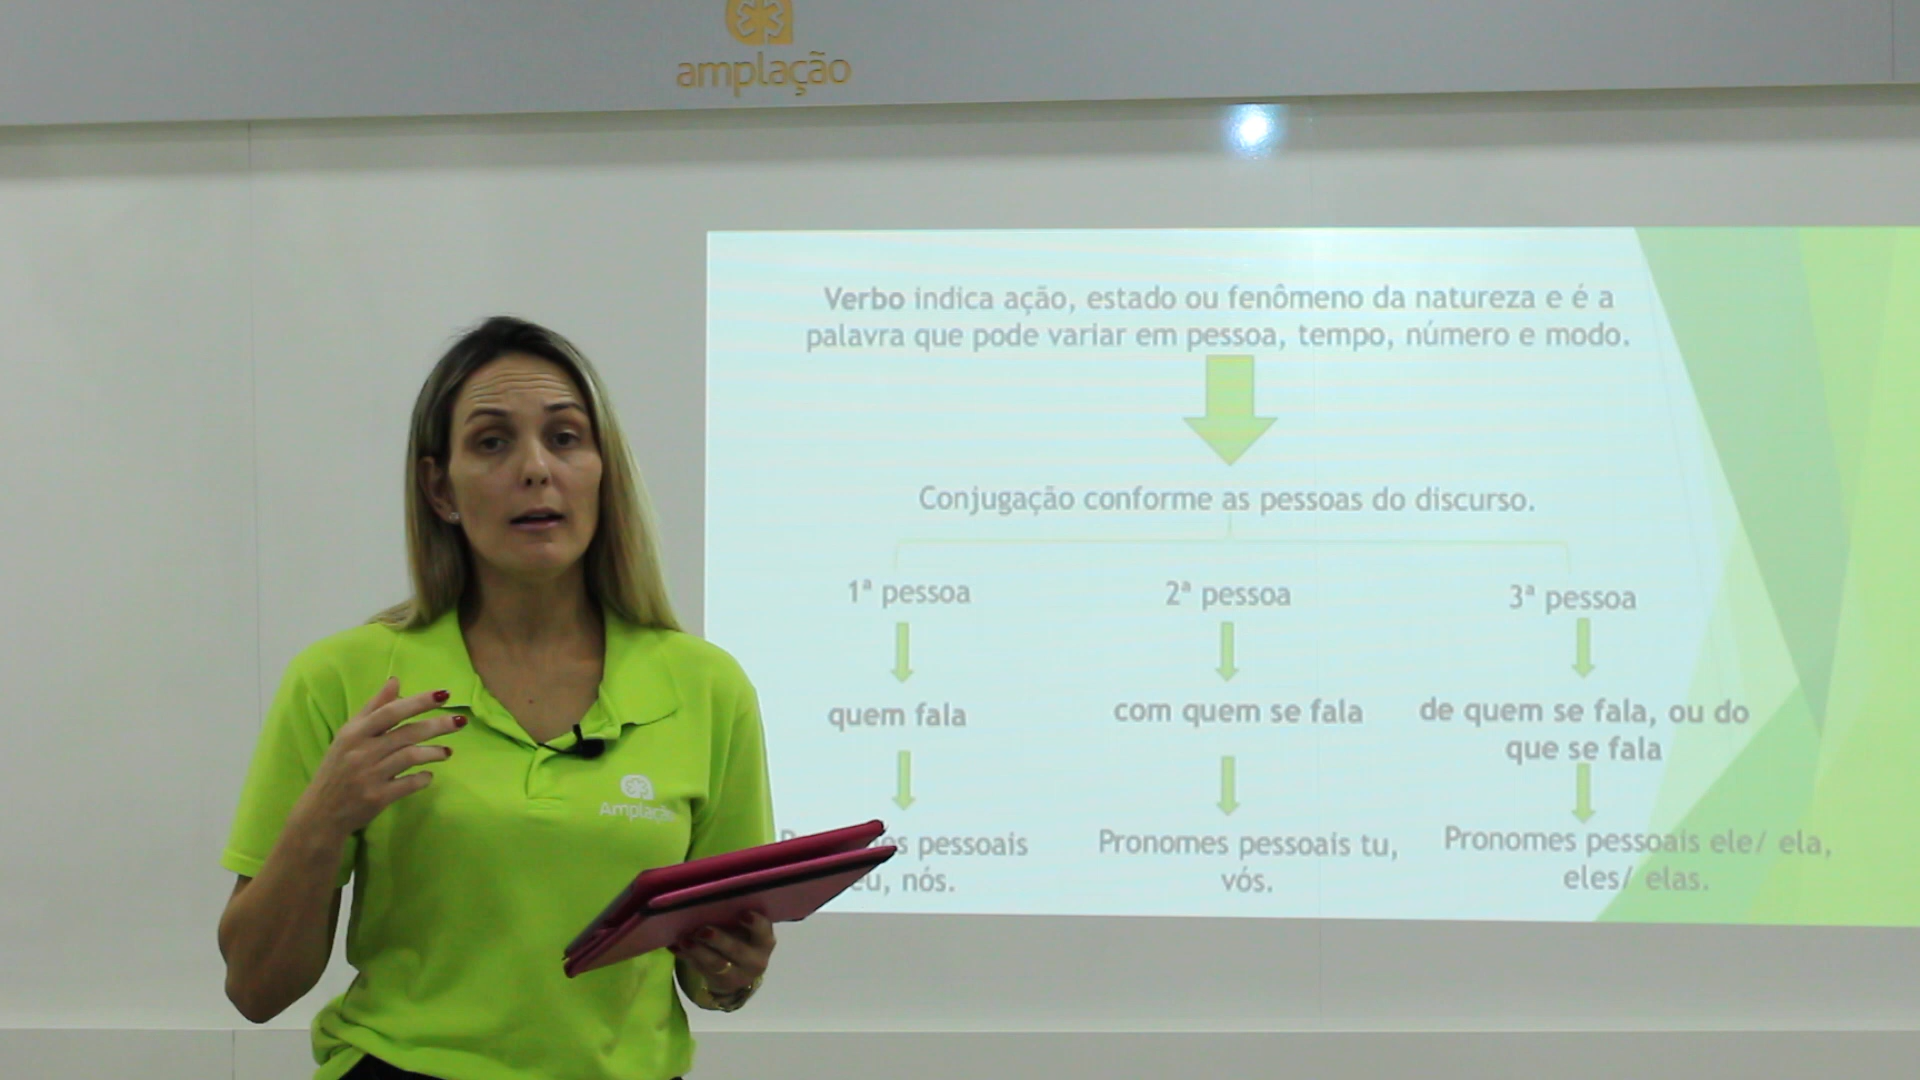 amplação
Verbo indica ação, estado ou fenômeno da natureza e é a
palavra que pode variar em pessoa, tempo, número e modo.
Conjugação conforme as pessoas do discurso.
1ª pessoa
2ª pessoa
3ª pessoa
quem fala
com quem se fala
de quem se fala, ou do
que se fala
pessoais
eu, nós.
Pronomes pessoais tu,
vós.
Pronomes pessoais ele/ ela,
eles/ elas.
Amplação